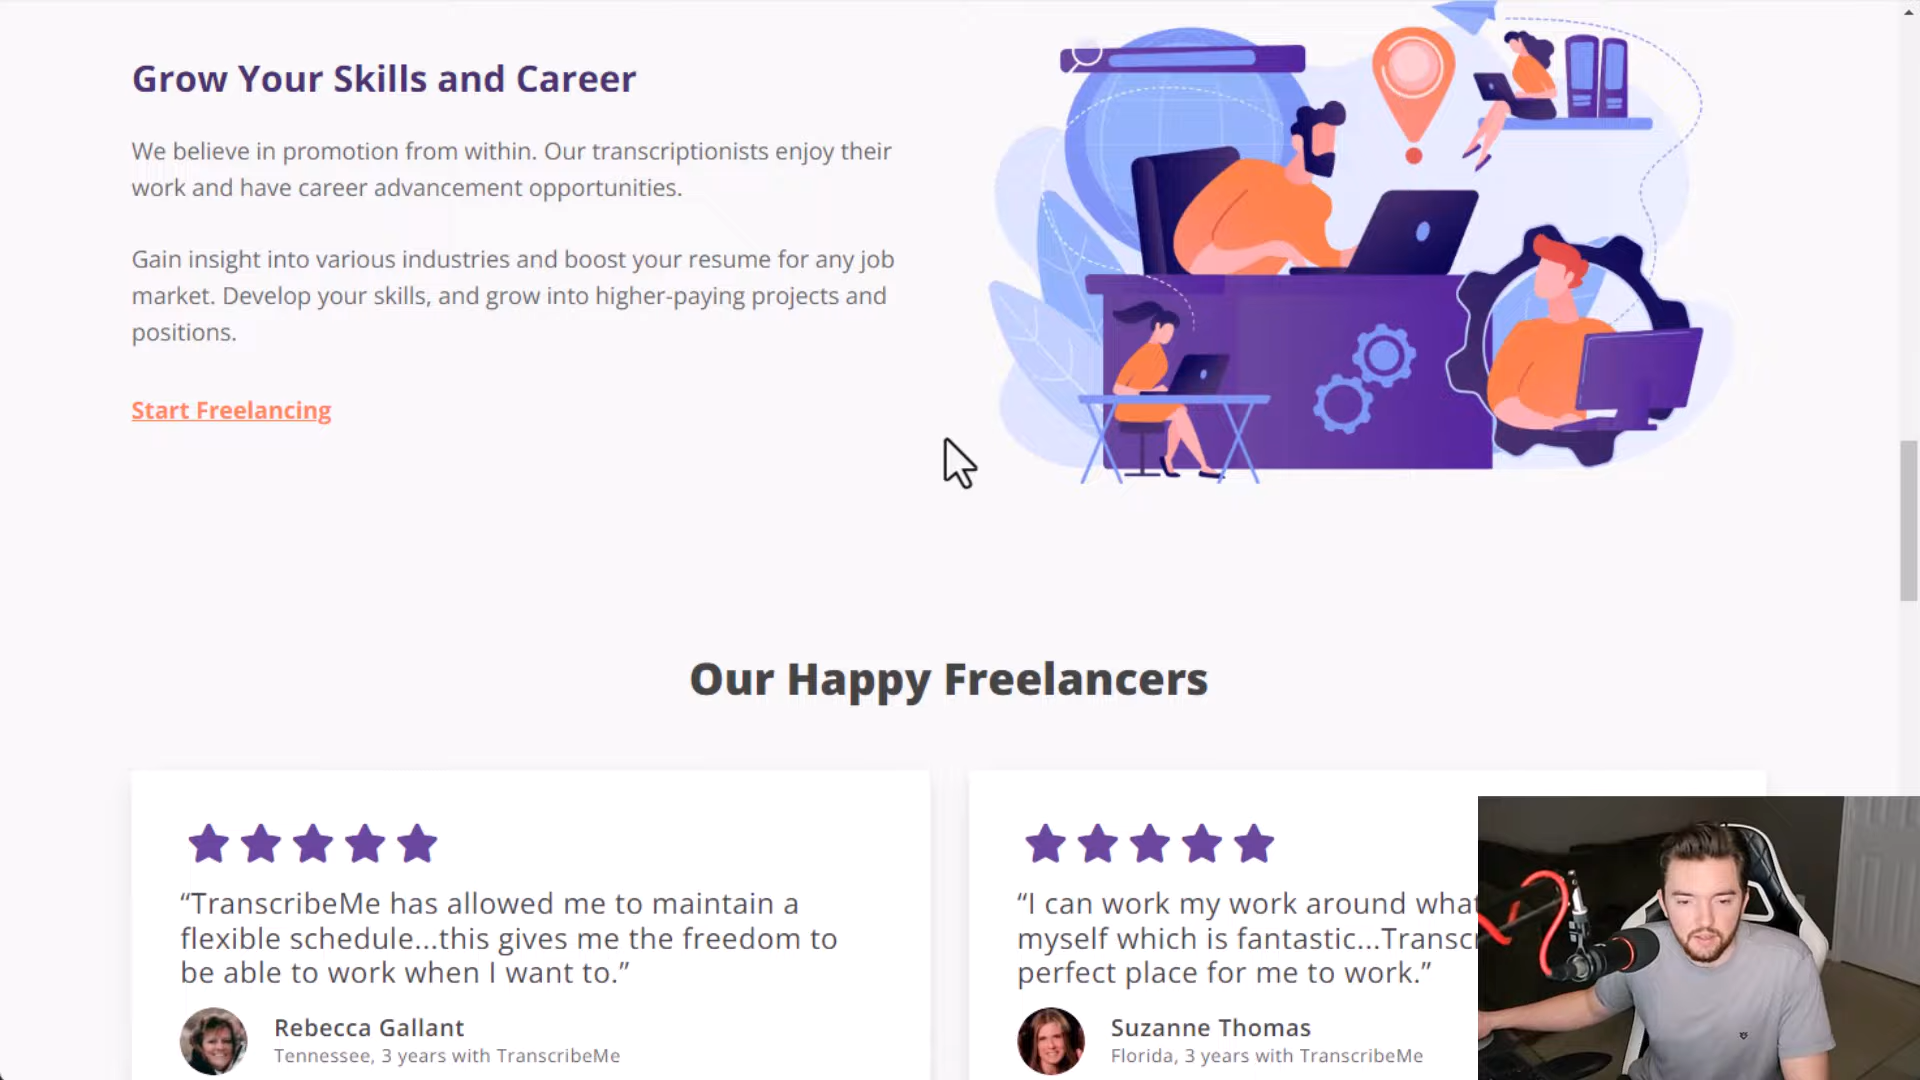 Grow Your Skills and Career
We believe in promotion from within. Our transcriptionists enjoy their
work and have career advancement opportunities.
Gain insight into various industries and boost your resume for any job
market. Develop your skills, and grow into higher-paying projects and
positions.
Start Freelancing
Our Happy Freelancers
“TranscribeMe has allowed me to maintain a
flexible schedule...this gives me the freedom to
be able to work when I want to.”
Rebecca Gallant
Tennessee, 3 years with TranscribeMe
“I can work my work around what
myself which is fantastic...Transc
perfect place for me to work.”
Suzanne Thomas
Florida, 3 years with TranscribeMe